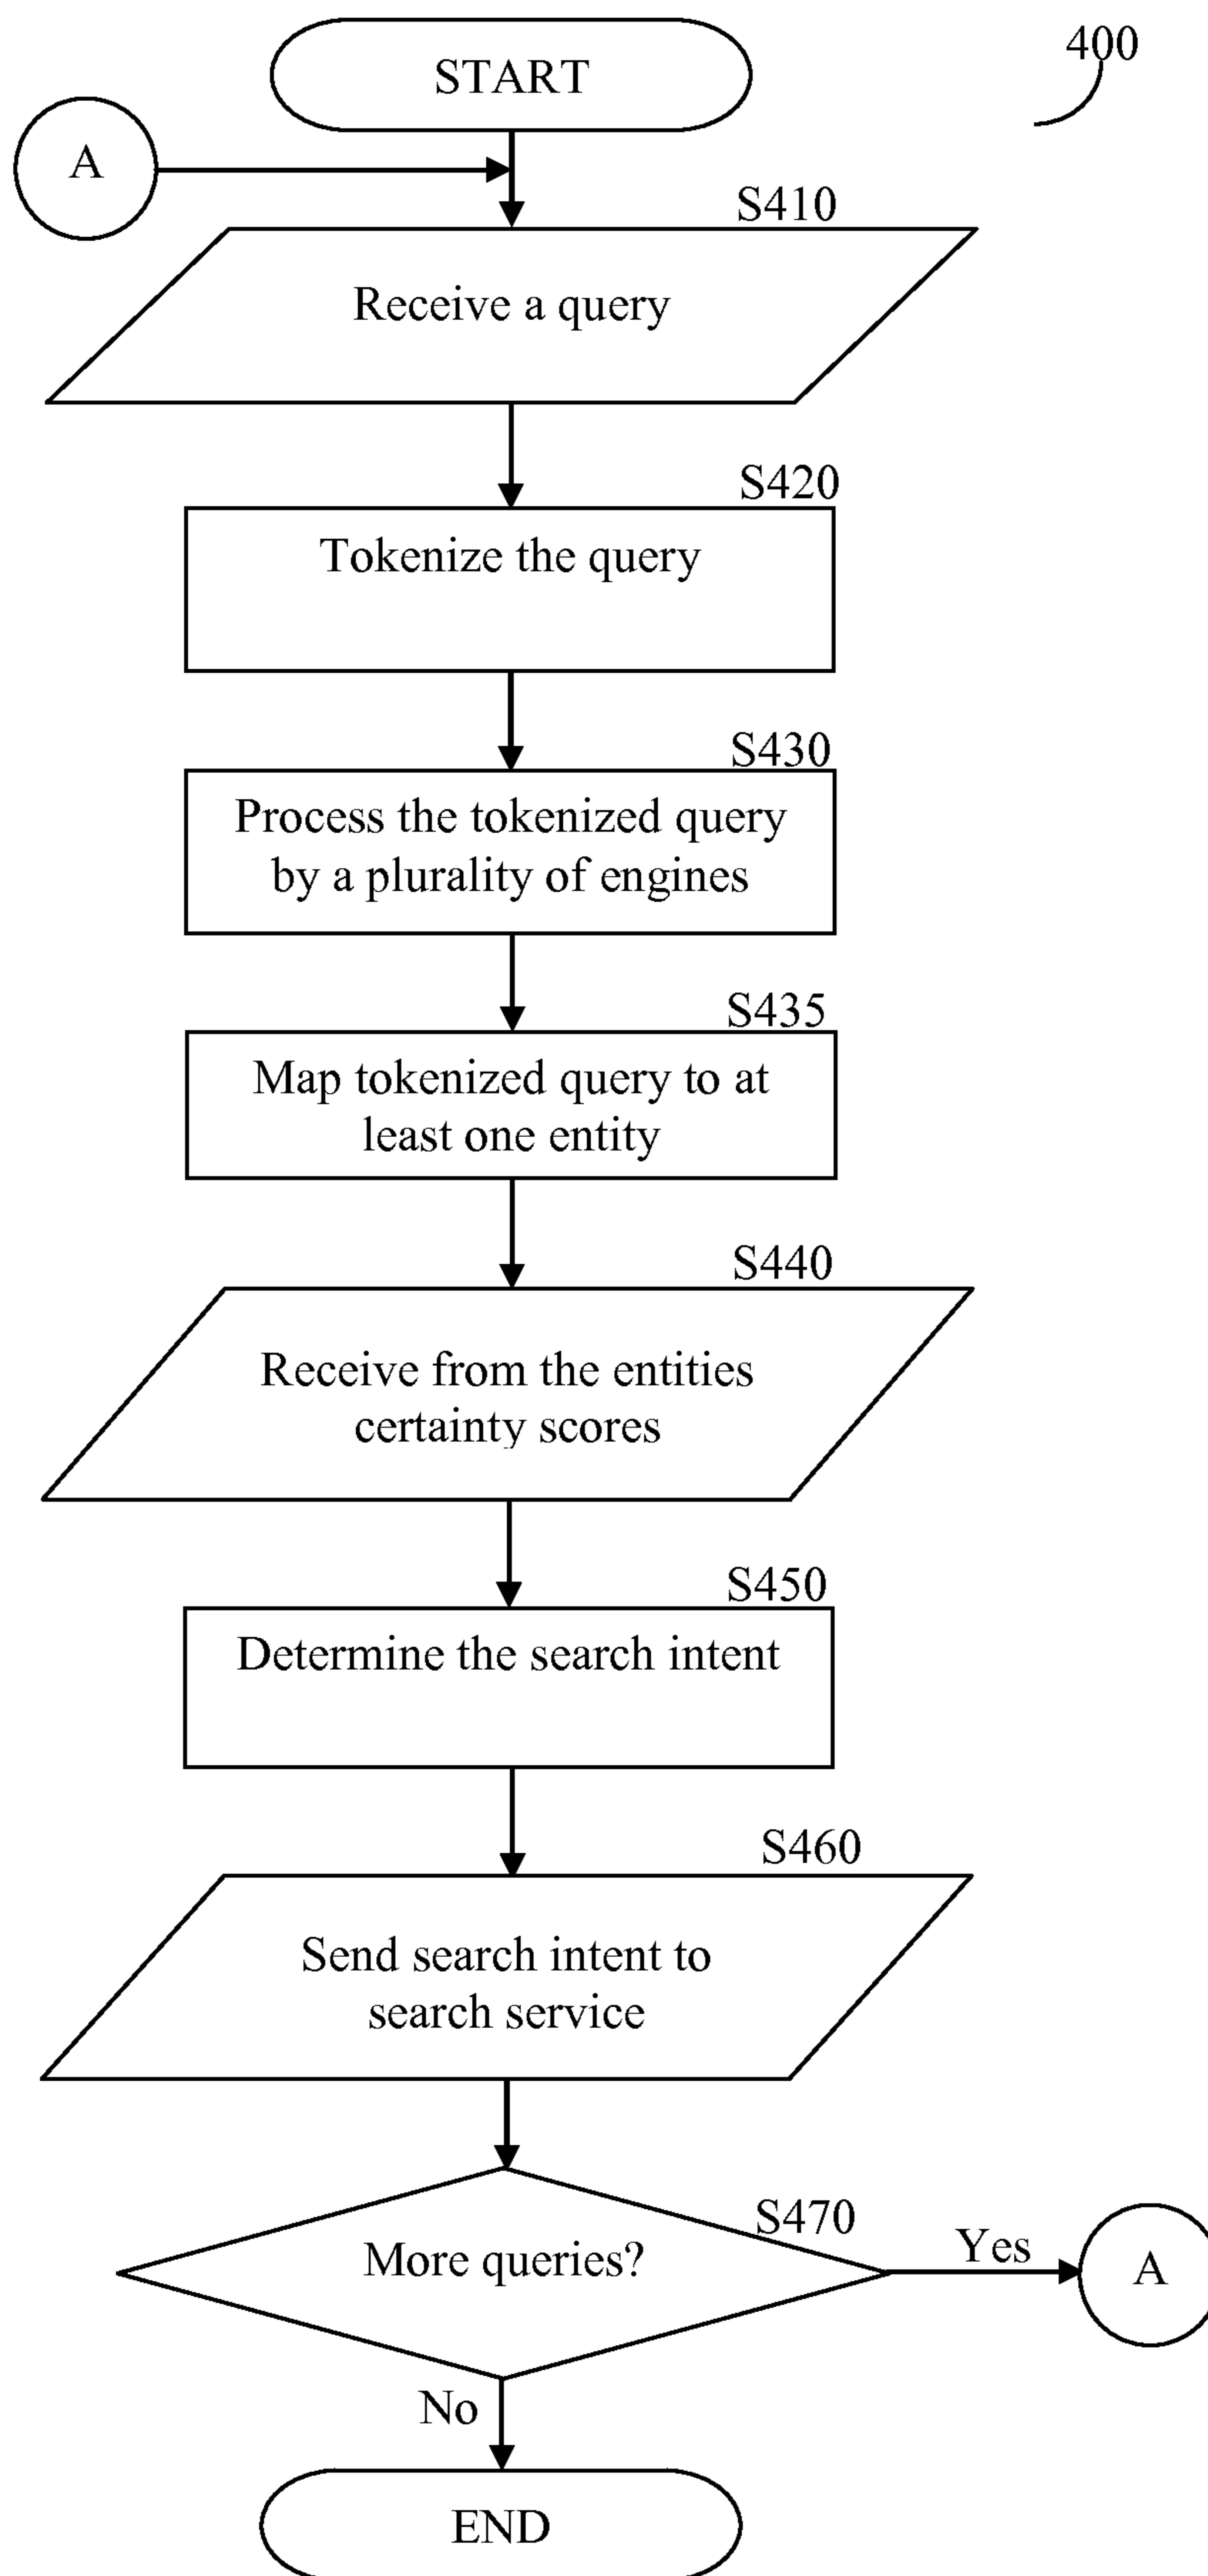 START
400
A
S410
Receive a query
S420
Tokenize the query
S430
Process the tokenized query
by a plurality of engines
S435
Map tokenized query to at
least one entity
S440
Receive from the entities
certainty scores
S450
Determine the search intent
S460
Send search intent to
search service
S470
More queries?
Yes
A
No
END